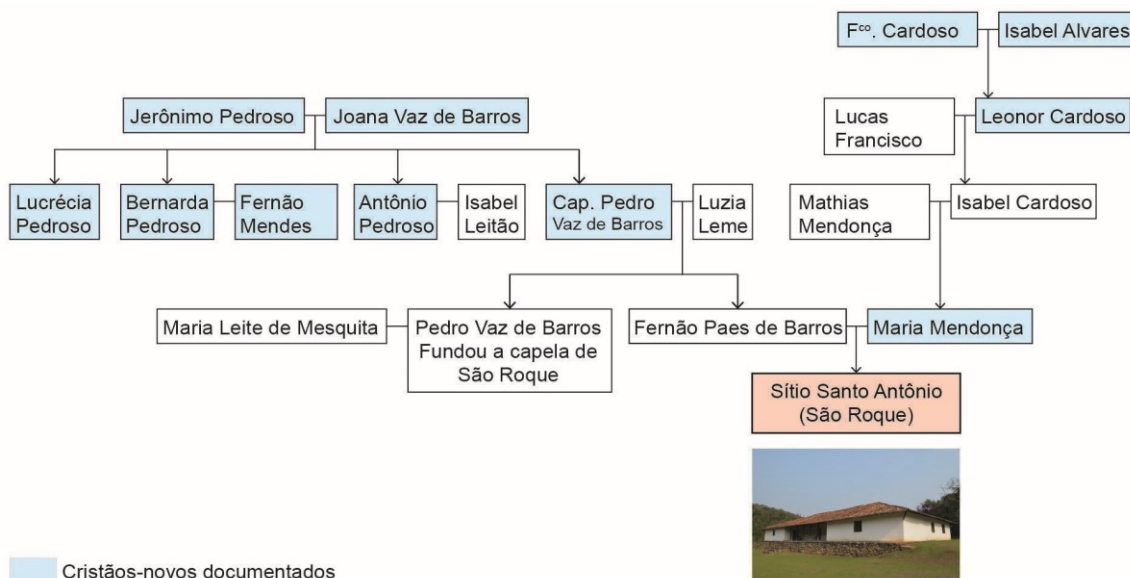 Fᶜᵒ. Cardoso
Isabel Alvares
Jerônimo Pedroso
Joana Vaz de Barros
Lucas
Francisco
Leonor Cardoso
Lucrécia
Pedroso
Bernarda
Pedroso
Fernão
Mendes
Antônio
Pedroso
Isabel
Leitão
Cap. Pedro
Vaz de Barros
Luzia
Leme
Mathias
Mendonça
Isabel Cardoso
Maria Leite de Mesquita
Pedro Vaz de Barros
Fundou a capela de
São Roque
Fernão Paes de Barros
Maria Mendonça
Sítio Santo Antônio
(São Roque)
Cristãos-novos documentados